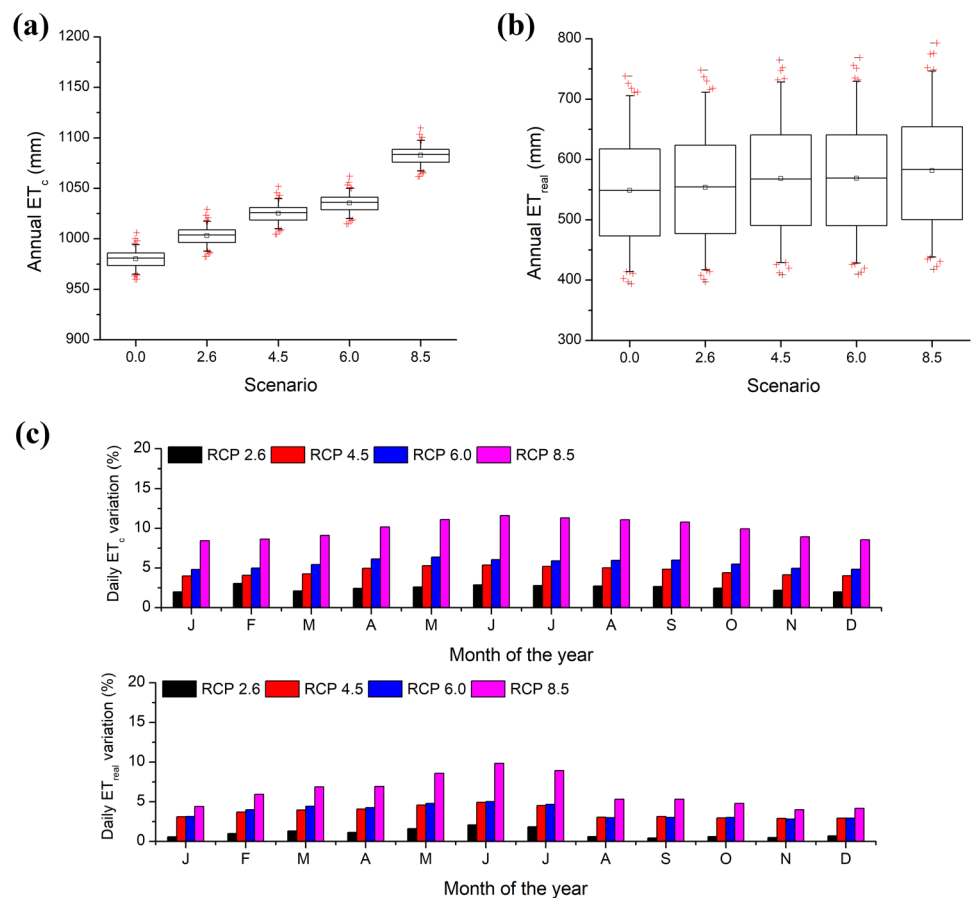 (a)
1200
1100
1050
1000
975
900
Annual ETc (mm)
0.0 2.6 4.5 6.0 8.5
Scenario
(b)
800
700
600
500
400
300
Annual ETreal (mm)
0.0 2.6 4.5 6.0 8.5
Scenario
(c)
RCP 2.6 RCP 4.5 RCP 6.0 RCP 8.5
20
15
10
5
0
Daily ETc variation (%)
J F M A M J J A S O N D
Month of the year
RCP 2.6 RCP 4.5 RCP 6.0 RCP 8.5
20
15
10
5
0
Daily ETreal variation (%)
J F M A M J J A S O N D
Month of the year